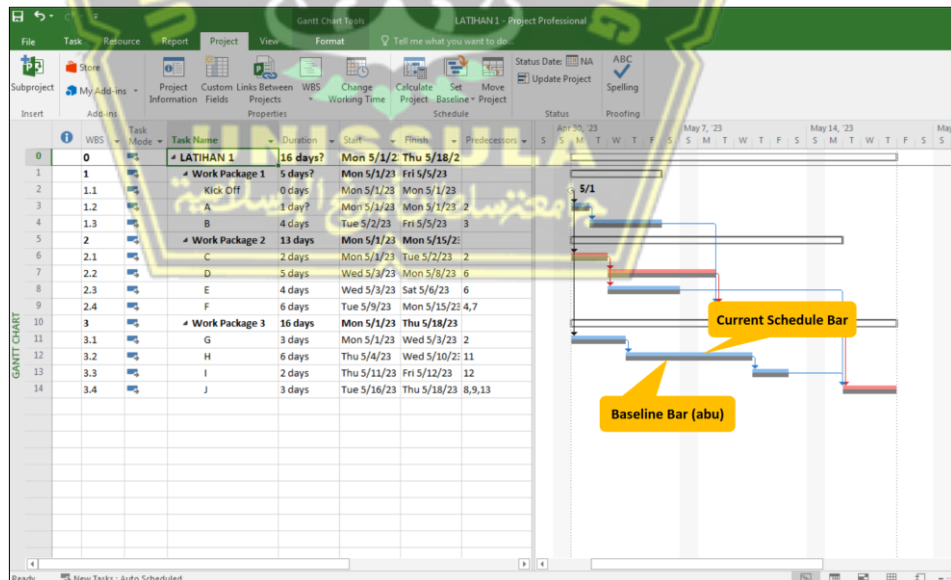 Gantt Chart Tools LATIHAN 1 - Project Professional
File Task Resource Report Project View Format Tell me what you want to do...
Subproject
Store
My Add-ins
Project Information
Custom Fields
Links Between Projects
WBS
Change Working Time
Calculate Project
Set Baseline
Move Project
Status Date: NA
Update Project
ABC
Spelling
Insert Add-ins Properties Schedule Status Proofing
WBS Task Mode Task Name Duration Start Finish Predecessors
Apr 30, '23 May 7, '23 May 14, '23 May
S S M T W T F S S M T W T F S S M T W T F S S
0 0 LATIHAN 1 16 days? Mon 5/1/2 Thu 5/18/2
1 1 Work Package 1 5 days? Mon 5/1/23 Fri 5/5/23
2 1.1 Kick Off 0 days Mon 5/1/23 Mon 5/1/23
3 1.2 A 1 day? Mon 5/1/23 Mon 5/1/23 2
4 1.3 B 4 days Tue 5/2/23 Fri 5/5/23 3
5 2 Work Package 2 13 days Mon 5/1/23 Mon 5/15/23
6 2.1 C 2 days Mon 5/1/23 Tue 5/2/23 2
7 2.2 D 5 days Wed 5/3/23 Mon 5/8/23 6
8 2.3 E 4 days Wed 5/3/23 Sat 5/6/23 6
9 2.4 F 6 days Tue 5/9/23 Mon 5/15/23 4,7
10 3 Work Package 3 16 days Mon 5/1/23 Thu 5/18/23
11 3.1 G 3 days Mon 5/1/23 Wed 5/3/23 2
12 3.2 H 6 days Thu 5/4/23 Wed 5/10/23 11
13 3.3 I 2 days Thu 5/11/23 Fri 5/12/23 12
14 3.4 J 3 days Tue 5/16/23 Thu 5/18/23 8,9,13
5/1
Current Schedule Bar
Baseline Bar (abu)
GANTT CHART
UNISSULA
Ready New Tasks : Auto Scheduled